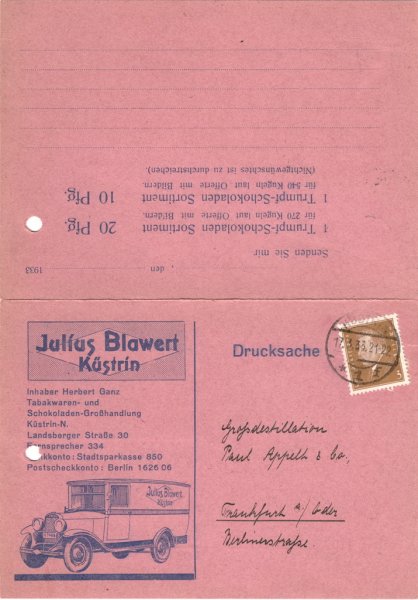 den , 1933
Senden Sie mir
1 Trumpf-Schokoladen Sortiment 20 Pfg.
für 270 Kugeln laut Offerte mit Bildern.
1 Trumpf-Schokoladen Sortiment 10 Pfg.
für 540 Kugeln laut Offerte mit Bildern.
(Nichtgewünschtes ist zu durchstreichen).
Julius Blawert
Küstrin
Inhaber Herbert Ganz
Tabakwaren- und
Schokoladen-Großhandlung
Küstrin-N.
Landsberger Straße 30
Fernsprecher 334
kkonto: Stadtsparkasse 850
Postscheckkonto: Berlin 1626 06
Julius Blawert
Küstrin
Drucksache
Großdestillation
Paul Appelt & Co.
Frankfurt a/Oder
Berlinerstraße.